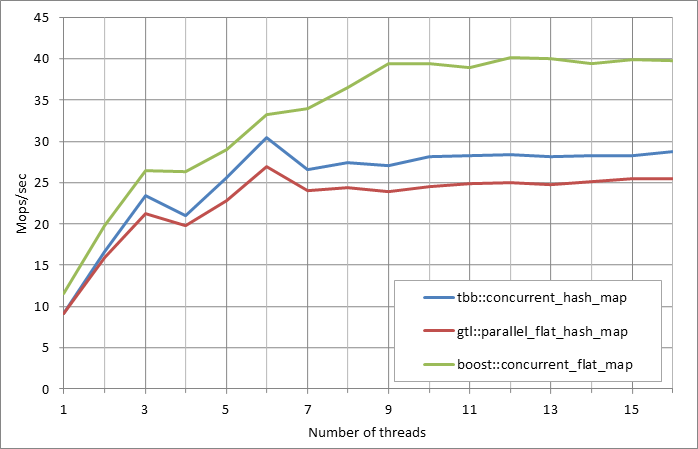 45
40
35
30
25
20
15
10
5
0
Mops/sec
tbb::concurrent_hash_map
gtl::parallel_flat_hash_map
boost::concurrent_flat_map
1 3 5 7 9 11 13 15
Number of threads